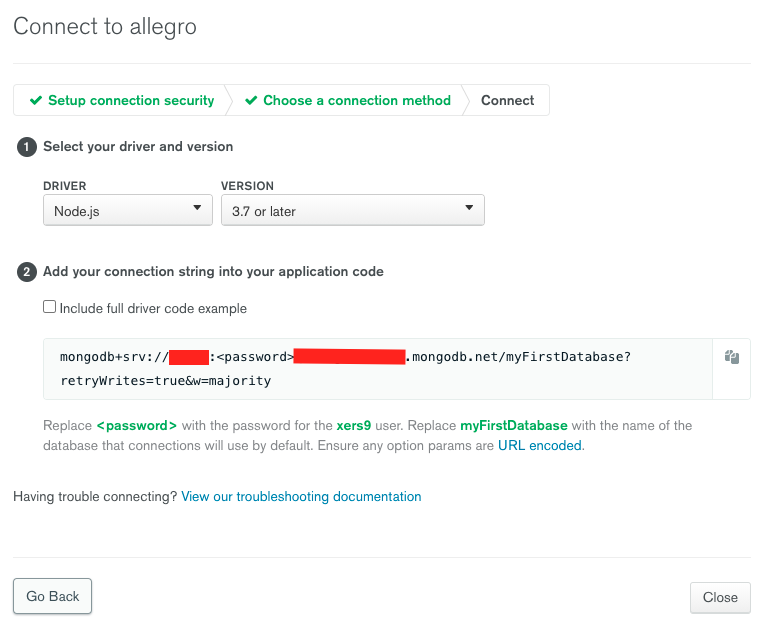 Connect to allegro
Setup connection security
Choose a connection method
Connect
1 Select your driver and version
DRIVER
VERSION
Node.js
3.7 or later
2 Add your connection string into your application code
Include full driver code example
mongodb+srv:// :<password> .mongodb.net/myFirstDatabase?
retryWrites=true&w=majority
Replace <password> with the password for the xers9 user. Replace myFirstDatabase with the name of the
database that connections will use by default. Ensure any option params are URL encoded.
Having trouble connecting? View our troubleshooting documentation
Go Back
Close